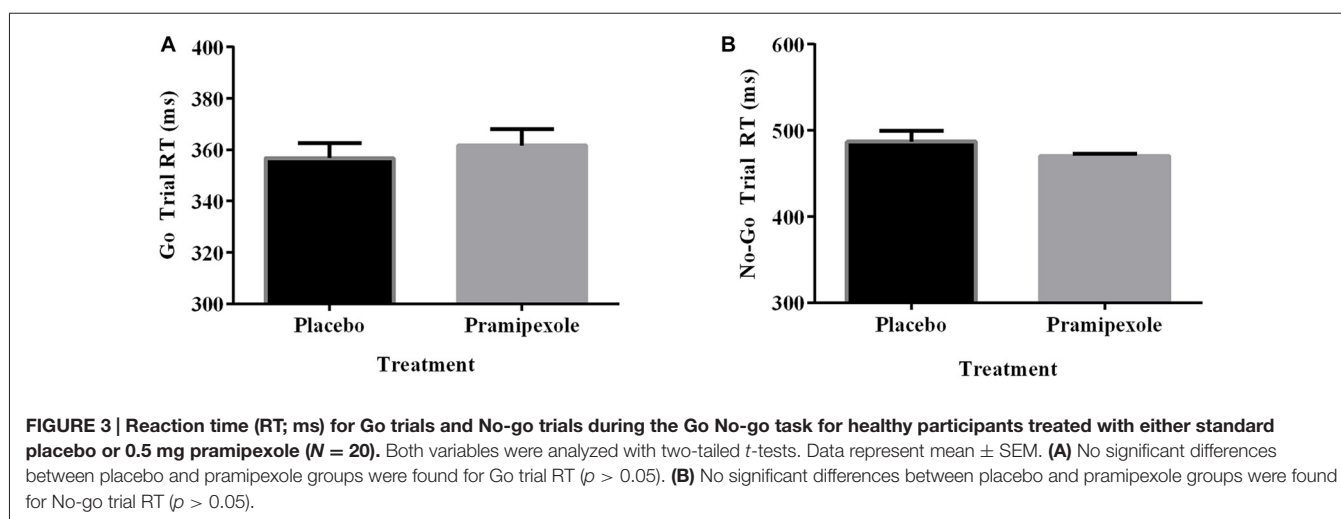 A
400
380
360
340
320
300
Go Trial RT (ms)
Placebo
Pramipexole
Treatment
B
600
500
400
300
No-Go Trial RT (ms)
Placebo
Pramipexole
Treatment
FIGURE 3 | Reaction time (RT; ms) for Go trials and No-go trials during the Go No-go task for healthy participants treated with either standard
placebo or 0.5 mg pramipexole (N = 20). Both variables were analyzed with two-tailed t-tests. Data represent mean ± SEM. (A) No significant differences
between placebo and pramipexole groups were found for Go trial RT (p > 0.05). (B) No significant differences between placebo and pramipexole groups were found
for No-go trial RT (p > 0.05).